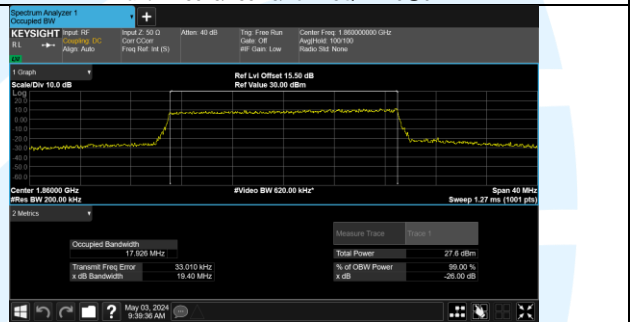 Spectrum Analyzer 1
Occupied BW
+
KEYSIGHT
RL
Input: RF
Coupling: DC
Align: Auto
Input Z: 50 Ω
Corr CCorr
Freq Ref: Int (S)
Atten: 40 dB
Trig: Free Run
Gate: Off
#IF Gain: Low
Center Freq: 1.860000000 GHz
Avg|Hold: 100/100
Radio Std: None
1 Graph
Scale/Div 10.0 dB
Ref Lvl Offset 15.50 dB
Ref Value 30.00 dBm
Log
20.0
10.0
0.00
-10.0
-20.0
-30.0
-40.0
-50.0
-60.0
Center 1.86000 GHz
#Res BW 200.00 kHz
#Video BW 620.00 kHz*
Span 40 MHz
Sweep 1.27 ms (1001 pts)
2 Metrics
Measure Trace
Trace 1
Occupied Bandwidth
17.926 MHz
Total Power
27.6 dBm
Transmit Freq Error
33.010 kHz
% of OBW Power
99.00 %
x dB Bandwidth
19.40 MHz
x dB
-26.00 dB
?
May 03, 2024
9:39:36 AM